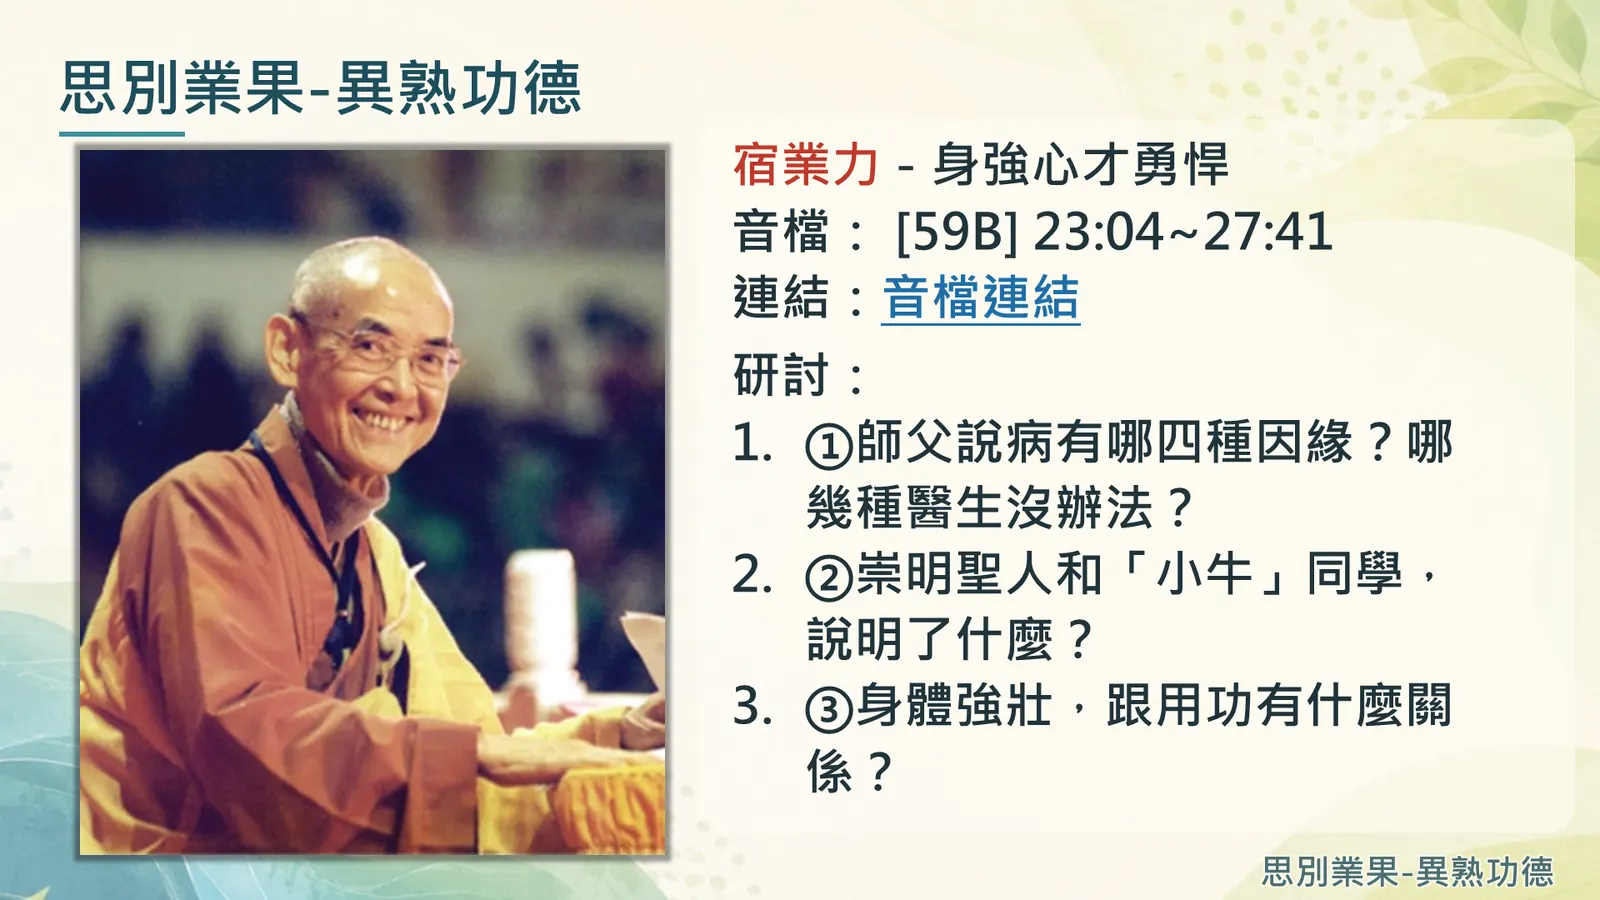 思別業果-異熟功德
宿業力 - 身強心才勇悍
音檔： [59B] 23:04~27:41
連結：音檔連結
研討：
1. ①師父說病有哪四種因緣？哪
幾種醫生沒辦法？
2. ②崇明聖人和「小牛」同學，
說明了什麼？
3. ③身體強壯，跟用功有什麼關
係？
思別業果-異熟功德